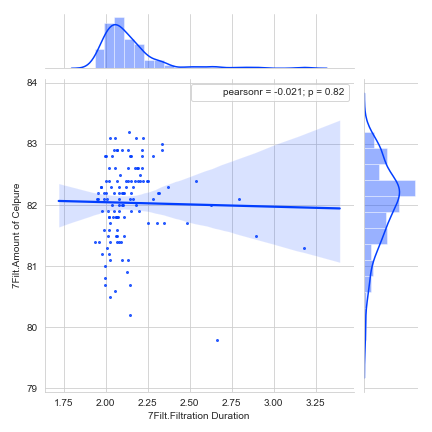 pearsonr = -0.021; p = 0.82
84
83
82
81
80
79
7Filt.Amount of Celpure
1.75 2.00 2.25 2.50 2.75 3.00 3.25
7Filt.Filtration Duration